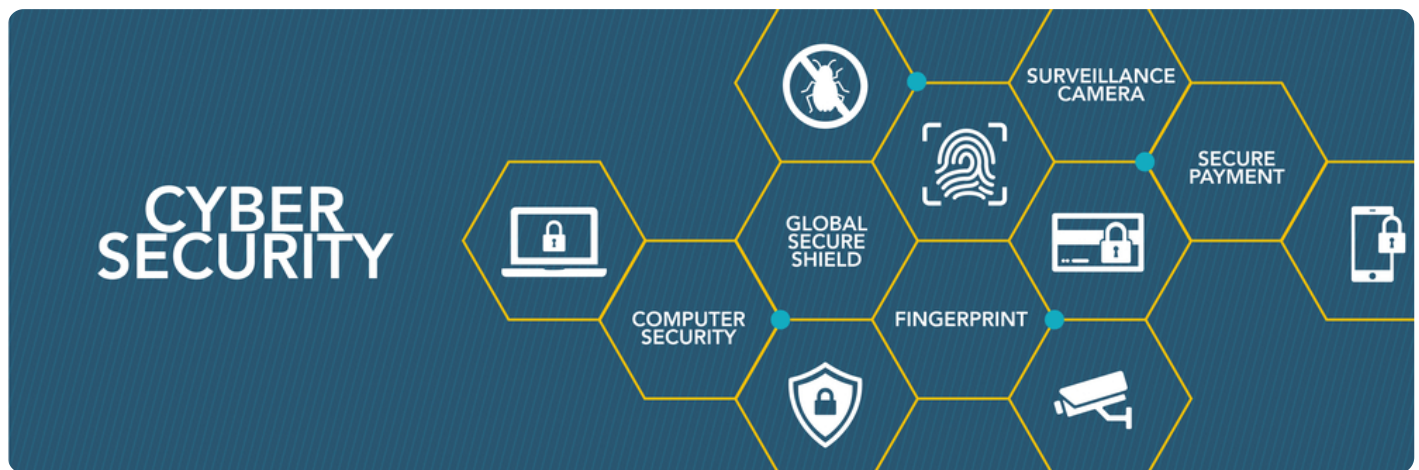 CYBER
SECURITY
SURVEILLANCE
CAMERA
SECURE
PAYMENT
GLOBAL
SECURE
SHIELD
COMPUTER
SECURITY
FINGERPRINT